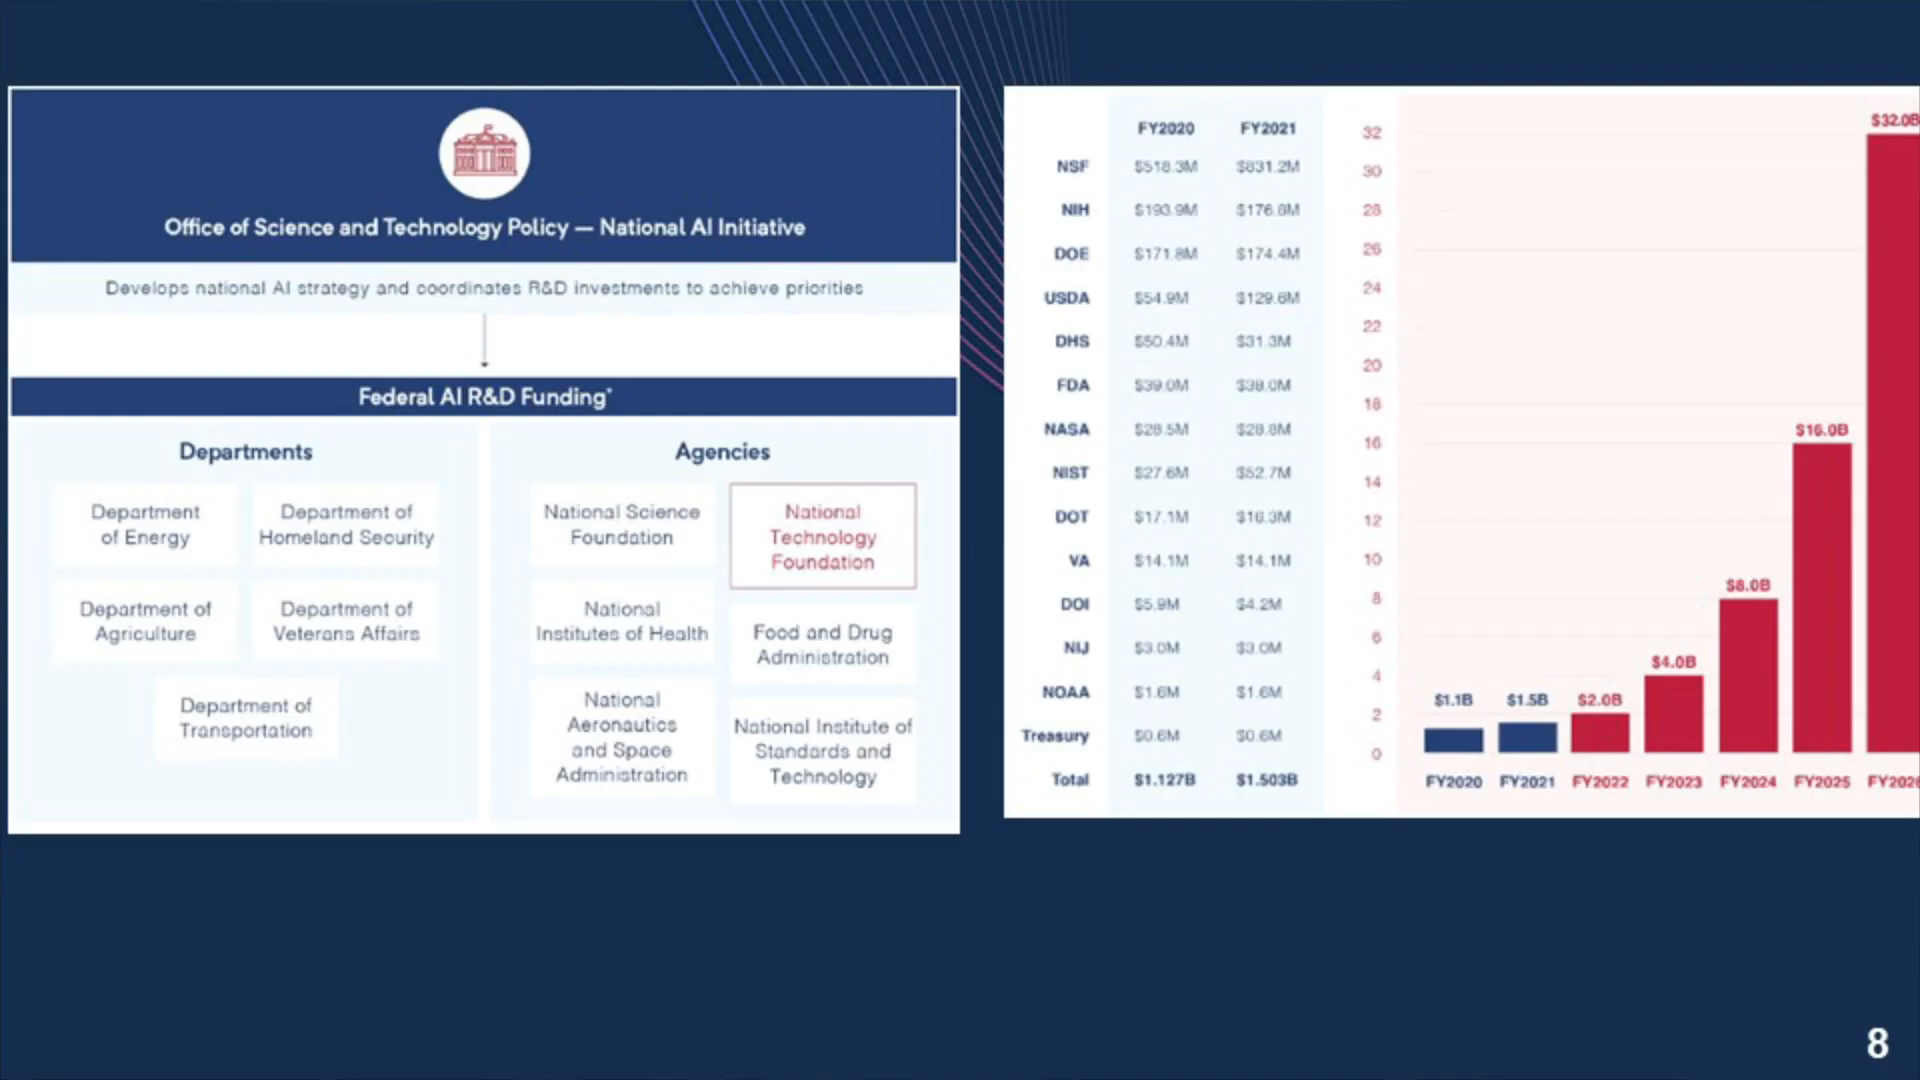 Office of Science and Technology Policy — National AI Initiative
Develops national AI strategy and coordinates R&D investments to achieve priorities
Federal AI R&D Funding*
Departments
Department
of Energy
Department of
Homeland Security
Department of
Agriculture
Department of
Veterans Affairs
Department of
Transportation
Agencies
National Science
Foundation
National
Technology
Foundation
National
Institutes of Health
Food and Drug
Administration
National
Aeronautics
and Space
Administration
National Institute of
Standards and
Technology
FY2020 FY2021
NSF $518.3M $831.2M
NIH $193.9M $176.8M
DOE $171.8M $174.4M
USDA $54.9M $129.6M
DHS $50.4M $31.3M
FDA $39.0M $38.0M
NASA $28.5M $28.8M
NIST $27.6M $52.7M
DOT $17.1M $16.3M
VA $14.1M $14.1M
DOI $5.9M $4.2M
NIJ $3.0M $3.0M
NOAA $1.6M $1.6M
Treasury $0.6M $0.6M
Total $1.127B $1.503B
32
30
28
26
24
22
20
18
16
14
12
10
8
6
4
2
0
$1.1B $1.5B $2.0B $4.0B $8.0B $16.0B $32.0B
FY2020 FY2021 FY2022 FY2023 FY2024 FY2025 FY2026
8